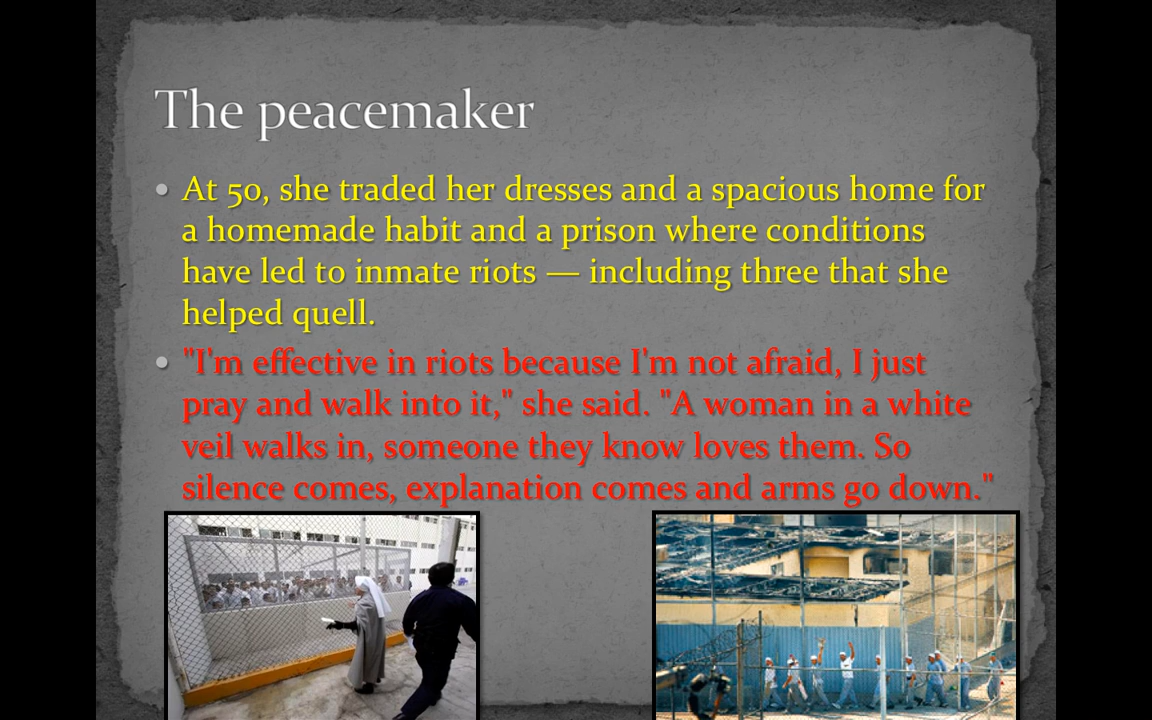 The peacemaker
• At 50, she traded her dresses and a spacious home for
a homemade habit and a prison where conditions
have led to inmate riots — including three that she
helped quell.
• "I'm effective in riots because I'm not afraid, I just
pray and walk into it," she said. "A woman in a white
veil walks in, someone they know loves them. So
silence comes, explanation comes and arms go down."